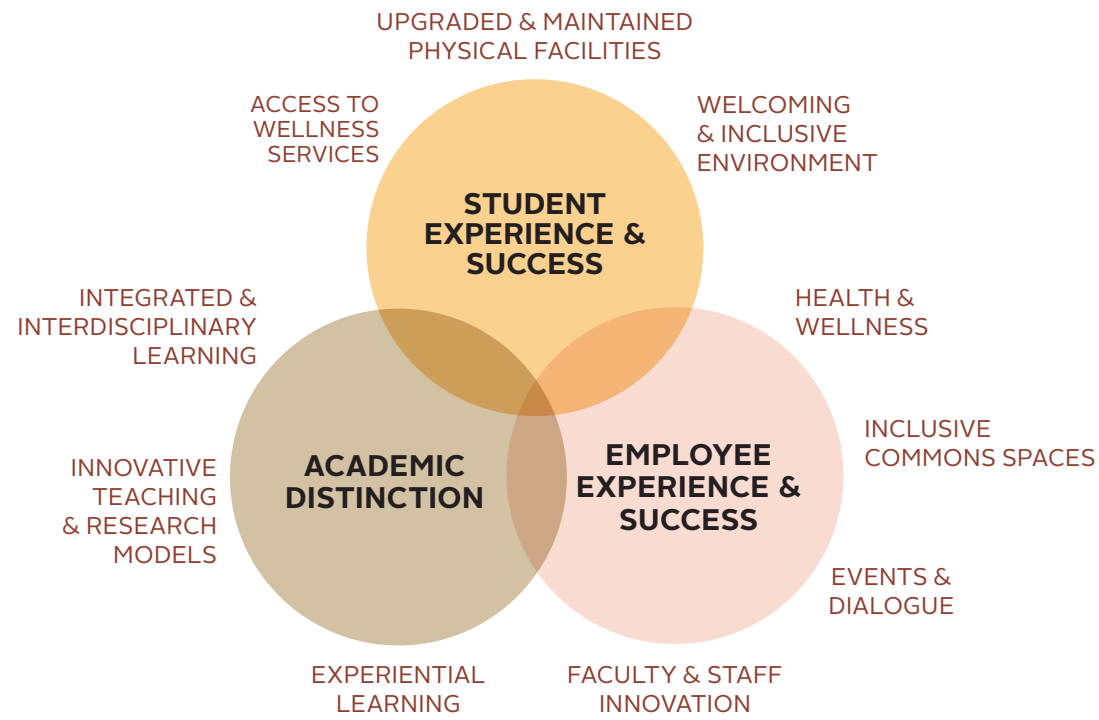 UPGRADED & MAINTAINED
PHYSICAL FACILITIES
ACCESS TO
WELLNESS
SERVICES
WELCOMING
& INCLUSIVE
ENVIRONMENT
STUDENT
EXPERIENCE &
SUCCESS
INTEGRATED &
INTERDISCIPLINARY
LEARNING
HEALTH &
WELLNESS
INNOVATIVE
TEACHING
& RESEARCH
MODELS
ACADEMIC
DISTINCTION
EMPLOYEE
EXPERIENCE &
SUCCESS
INCLUSIVE
COMMONS SPACES
EVENTS &
DIALOGUE
EXPERIENTIAL
LEARNING
FACULTY & STAFF
INNOVATION